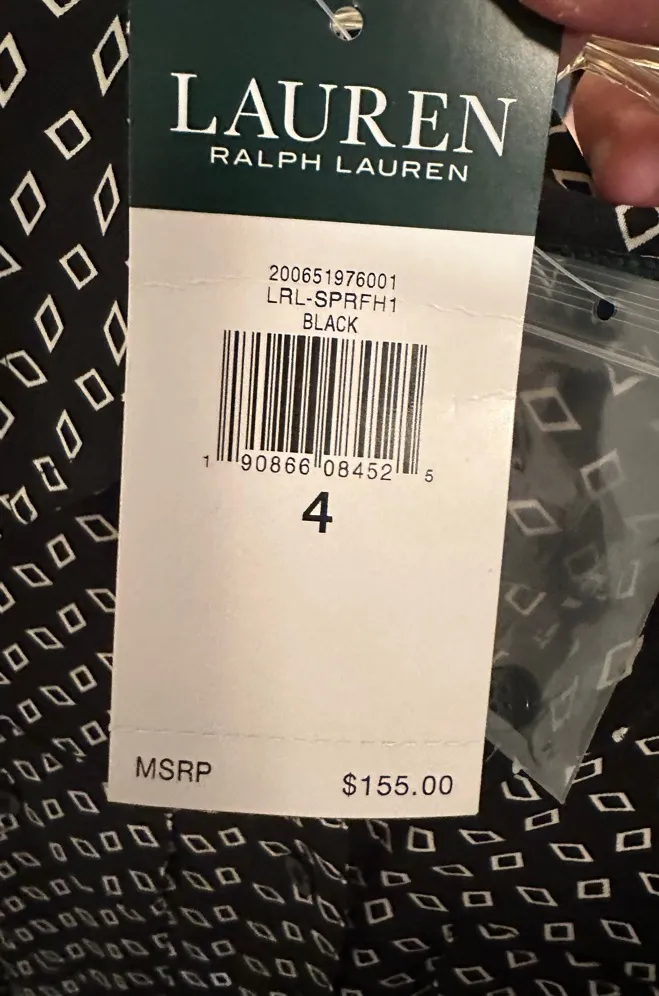 LAUREN
RALPH LAUREN
200651976001
LRL-SPRFH1
BLACK
1 90866 08452 5
4
MSRP $155.00